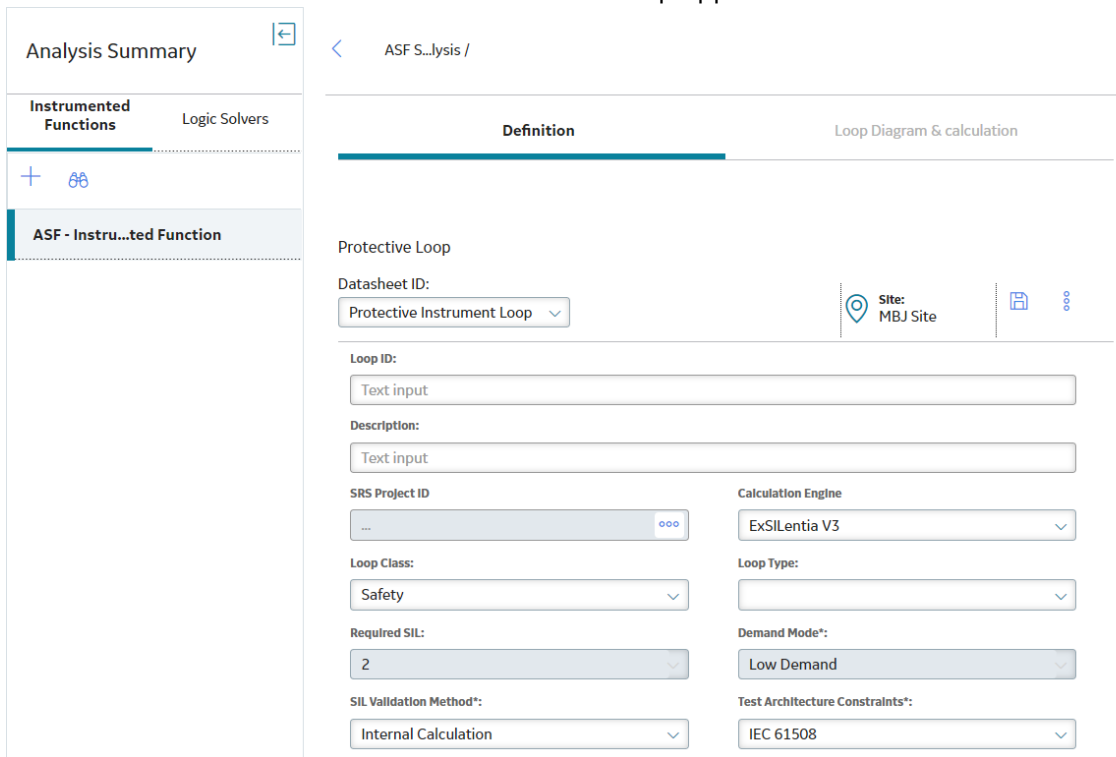 Analysis Summary
Instrumented
Functions
Logic Solvers
ASF - Instru...ted Function
ASF S...lysis /
Definition
Loop Diagram & calculation
Protective Loop
Datasheet ID:
Protective Instrument Loop
Site:
MBJ Site
Loop ID:
Text input
Description:
Text input
SRS Project ID
Calculation Engine
...
ExSILentia V3
Loop Class:
Loop Type:
Safety
Required SIL:
Demand Mode*:
2
Low Demand
SIL Validation Method*:
Test Architecture Constraints*:
Internal Calculation
IEC 61508